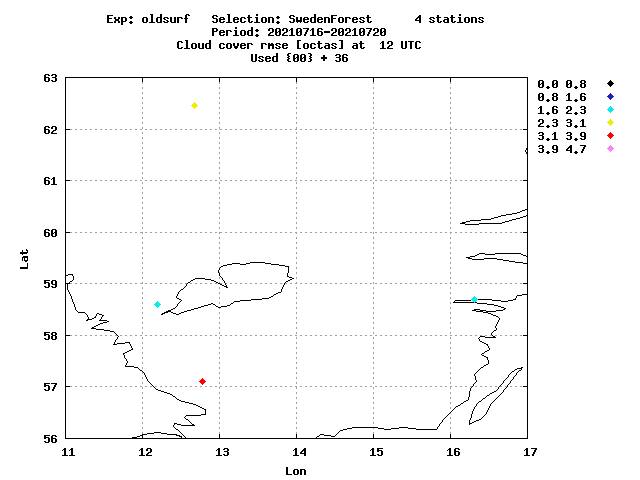 Exp: oldsurf   Selection: SwedenForest      4 stations
Period: 20210716-20210720
Cloud cover rmse [octas] at  12 UTC
Used {00} + 36
63
62
61
60
59
58
57
56
Lat
11 12 13 14 15 16 17
Lon
0.0 0.8
0.8 1.6
1.6 2.3
2.3 3.1
3.1 3.9
3.9 4.7